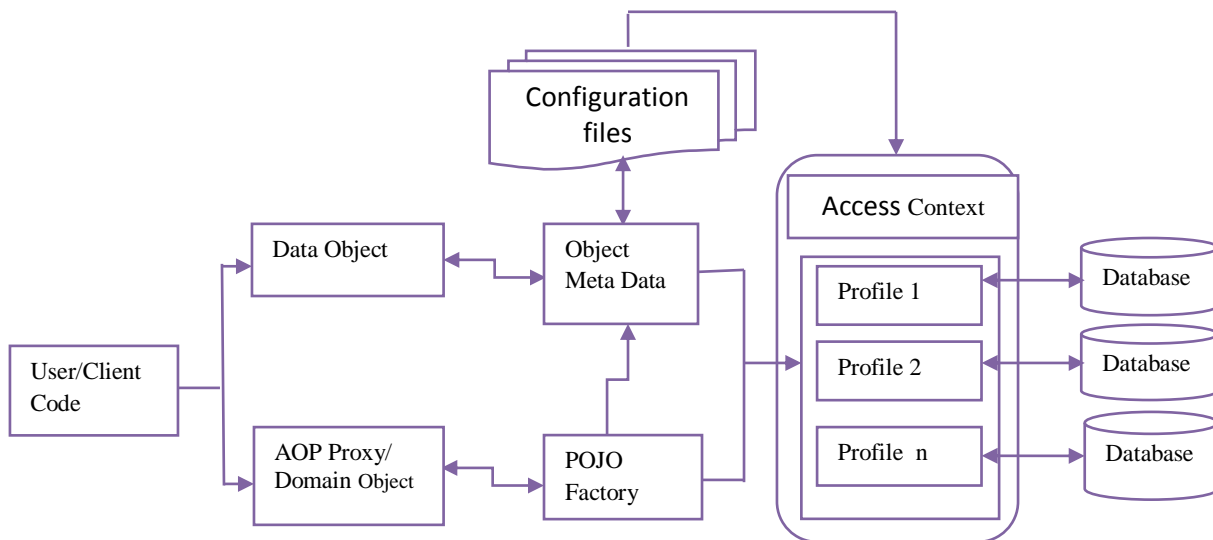 Configuration
files
Access Context
Data Object
Object
Meta Data
Profile 1
Database
User/Client
Code
Profile 2
Database
AOP Proxy/
Domain Object
POJO
Factory
Profile n
Database